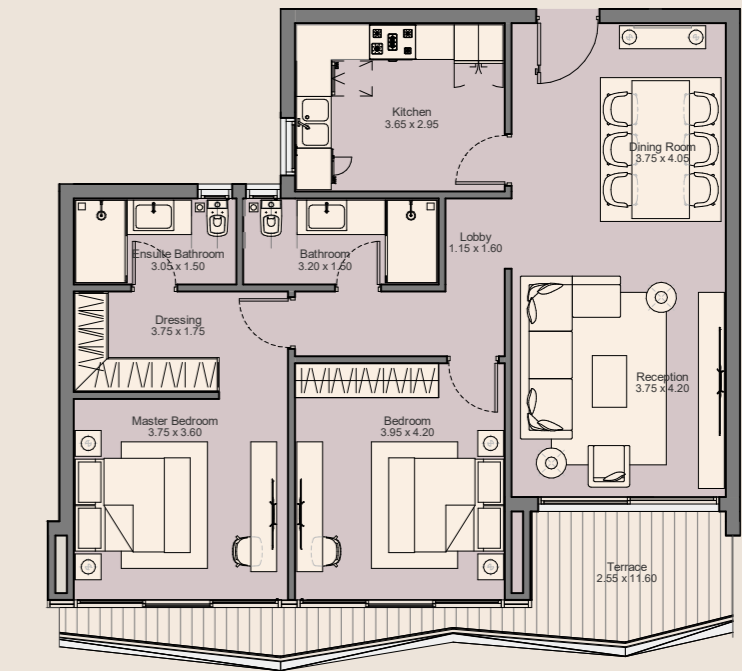 Kitchen
3.65 x 2.95
Dining Room
3.75 x 4.05
Lobby
1.15 x 1.60
Ensuite Bathroom
3.05 x 1.50
Bathroom
3.20 x 1.50
Dressing
3.75 x 1.75
Reception
3.75 x 4.20
Master Bedroom
3.75 x 3.60
Bedroom
3.95 x 4.20
Terrace
2.55 x 11.60